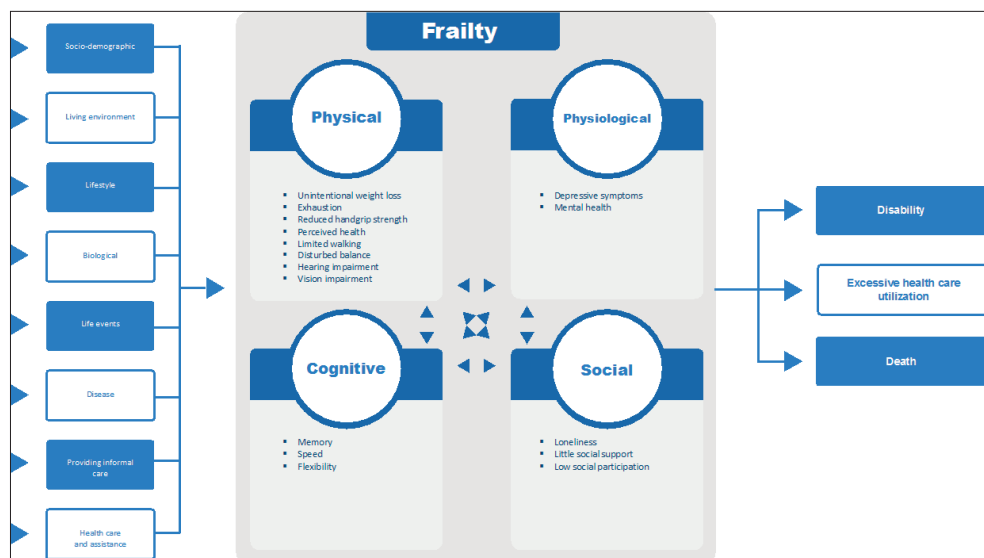 Socio-demographic
Living environment
Lifestyle
Biological
Life events
Disease
Providing informal
care
Health care
and assistance
Frailty
Physical
Unintentional weight loss
Exhaustion
Reduced handgrip strength
Perceived health
Limited walking
Disturbed balance
Hearing impairment
Vision impairment
Physiological
Depressive symptoms
Mental health
Cognitive
Memory
Speed
Flexibility
Social
Loneliness
Little social support
Low social participation
Disability
Excessive health care
utilization
Death